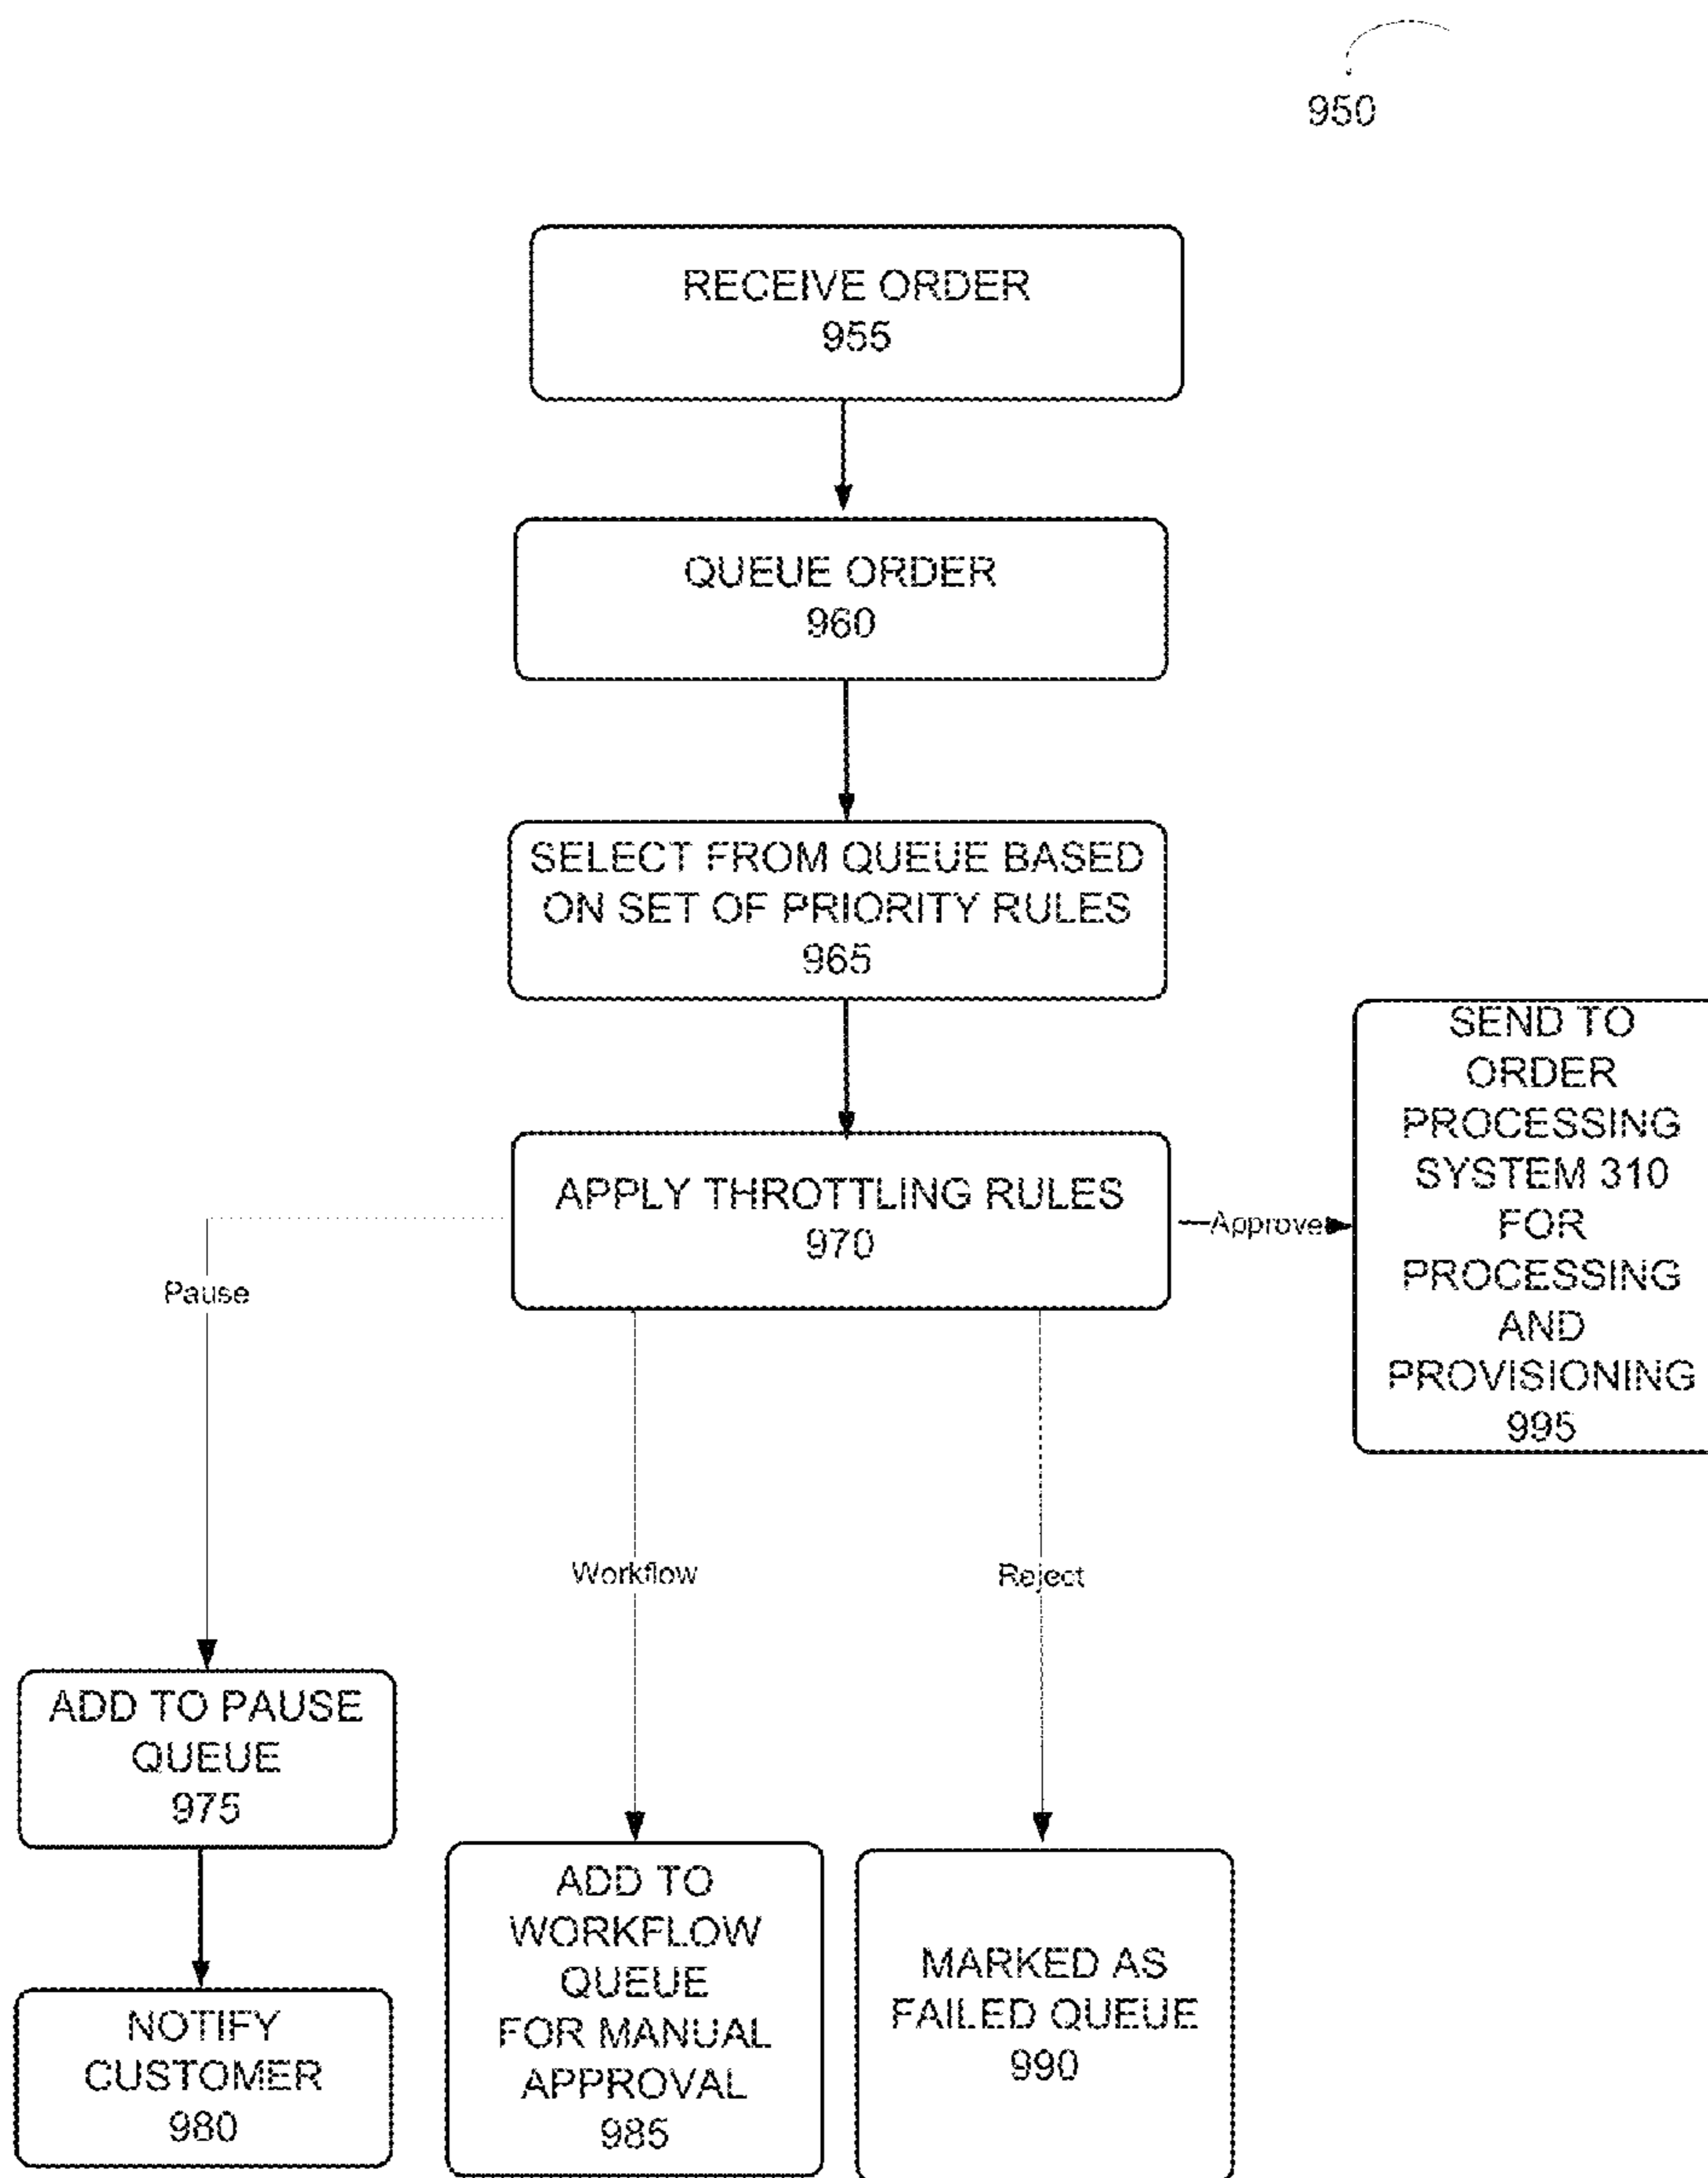 950
RECEIVE ORDER
955
QUEUE ORDER
960
SELECT FROM QUEUE BASED
ON SET OF PRIORITY RULES
965
APPLY THROTTLING RULES
970
Approve
SEND TO
ORDER
PROCESSING
SYSTEM 310
FOR
PROCESSING
AND
PROVISIONING
995
Pause
Workflow
Reject
ADD TO PAUSE
QUEUE
975
NOTIFY
CUSTOMER
980
ADD TO
WORKFLOW
QUEUE
FOR MANUAL
APPROVAL
985
MARKED AS
FAILED QUEUE
990